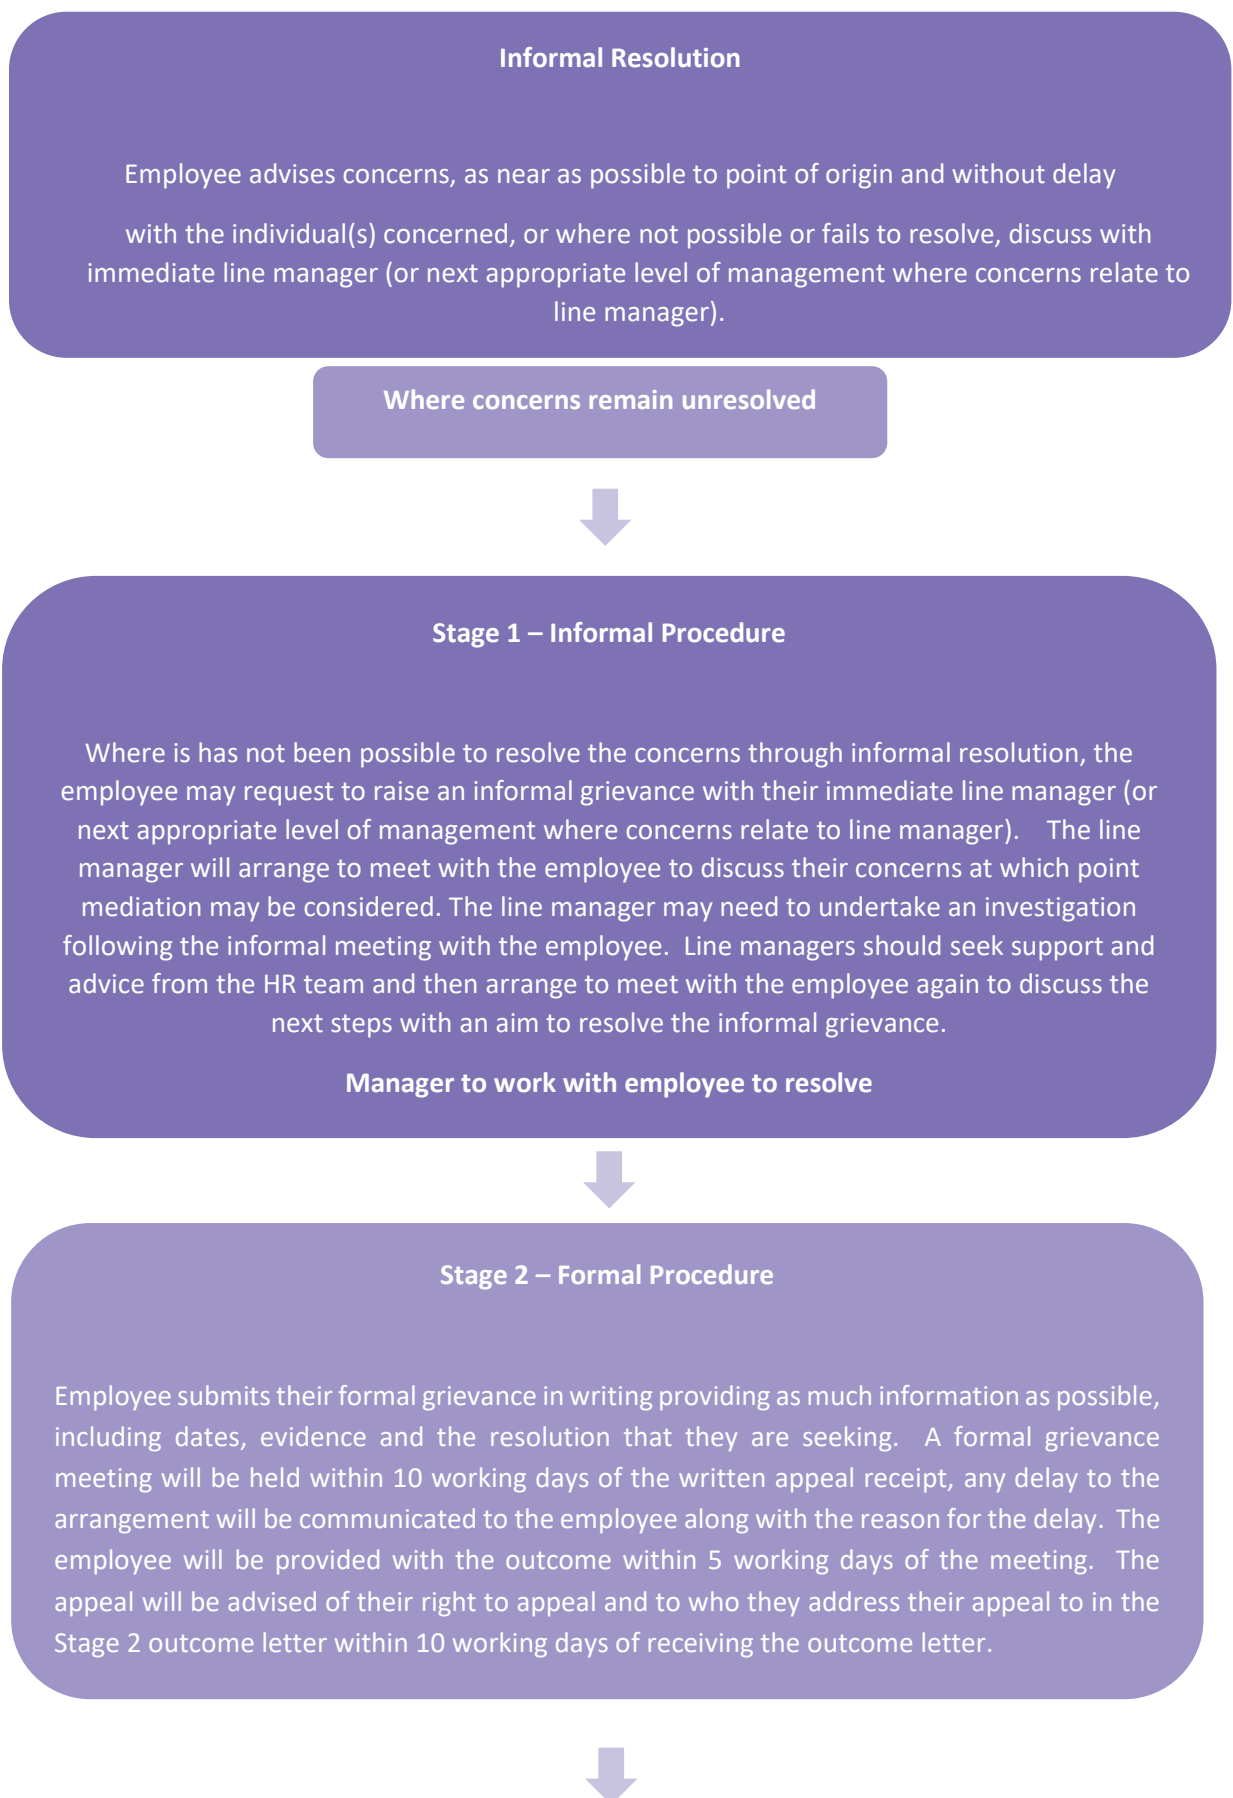 Informal Resolution
Employee advises concerns, as near as possible to point of origin and without delay
with the individual(s) concerned, or where not possible or fails to resolve, discuss with
immediate line manager (or next appropriate level of management where concerns relate to
line manager).
Where concerns remain unresolved
Stage 1 – Informal Procedure
Where is has not been possible to resolve the concerns through informal resolution, the
employee may request to raise an informal grievance with their immediate line manager (or
next appropriate level of management where concerns relate to line manager). The line
manager will arrange to meet with the employee to discuss their concerns at which point
mediation may be considered. The line manager may need to undertake an investigation
following the informal meeting with the employee. Line managers should seek support and
advice from the HR team and then arrange to meet with the employee again to discuss the
next steps with an aim to resolve the informal grievance.
Manager to work with employee to resolve
Stage 2 – Formal Procedure
Employee submits their formal grievance in writing providing as much information as possible,
including dates, evidence and the resolution that they are seeking. A formal grievance
meeting will be held within 10 working days of the written appeal receipt, any delay to the
arrangement will be communicated to the employee along with the reason for the delay. The
employee will be provided with the outcome within 5 working days of the meeting. The
appeal will be advised of their right to appeal and to who they address their appeal to in the
Stage 2 outcome letter within 10 working days of receiving the outcome letter.